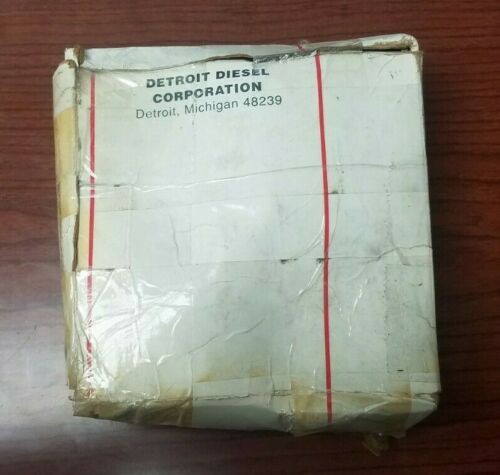 DETROIT DIESEL
CORPORATION
Detroit, Michigan 48239